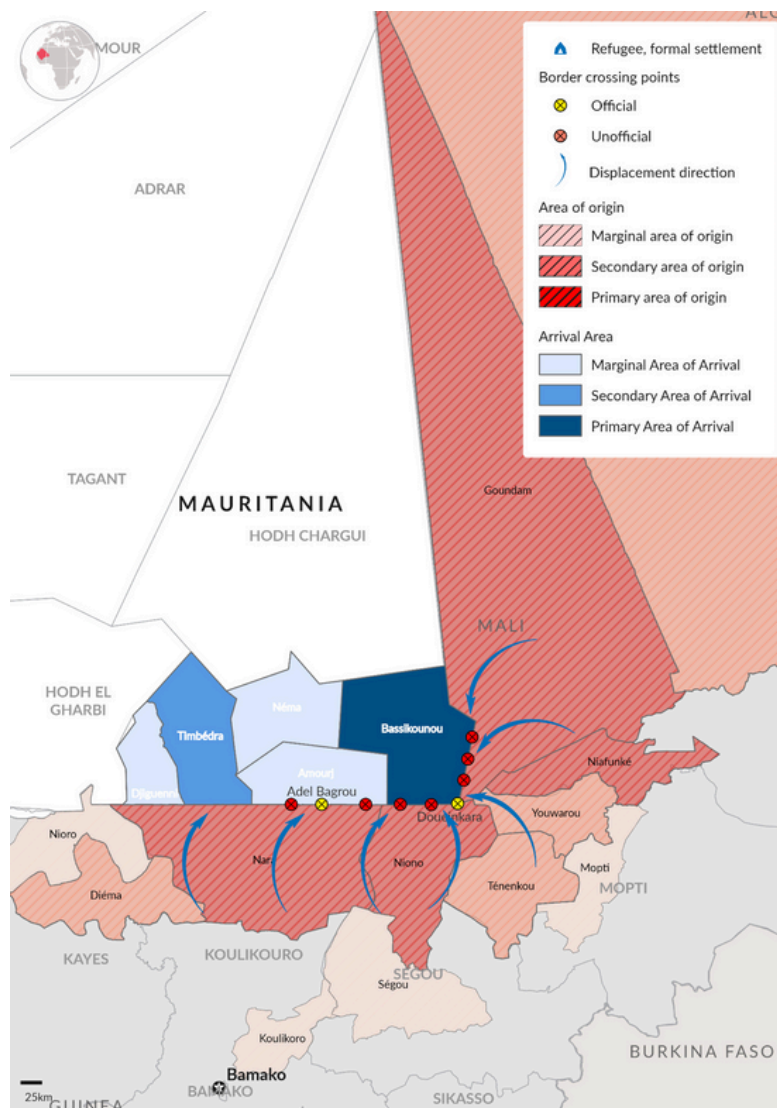 MOUR
ALG
Refugee, formal settlement
Border crossing points
Official
Unofficial
Displacement direction
Area of origin
Marginal area of origin
Secondary area of origin
Primary area of origin
Arrival Area
Marginal Area of Arrival
Secondary Area of Arrival
Primary Area of Arrival
ADRAR
TAGANT
MAURITANIA
HODH CHARGUI
Goundam
MALI
HODH EL
GHARBI
Timbédra
Néma
Bassikounou
Djiguenni
Amourj
Adel Bagrou
Niafunké
Nioro
Nara
Niono
Youwarou
Mopti
MOPTI
Ténenkou
Diéma
KAYES
KOULIKOURO
SÉGOU
Ségou
Koulikoro
Bamako
BAMAKO
BURKINA FASO
SIKASSO
25km
GUINEA